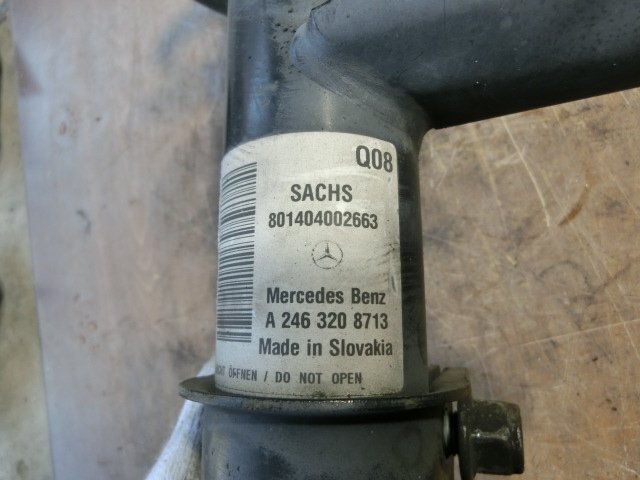 Q08
SACHS
801404002663
Mercedes Benz
A 246 320 8713
Made in Slovakia
ÖFFNEN / DO NOT OPEN